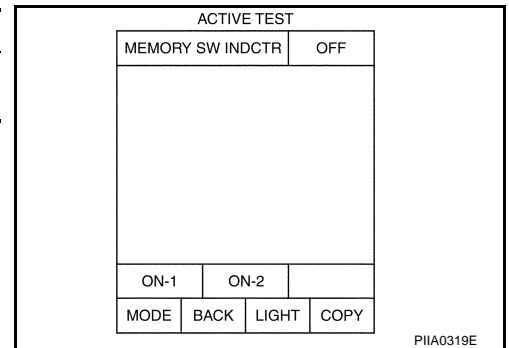 ACTIVE TEST
MEMORY SW INDCTR OFF
ON-1 ON-2
MODE BACK LIGHT COPY
PIIA0319E